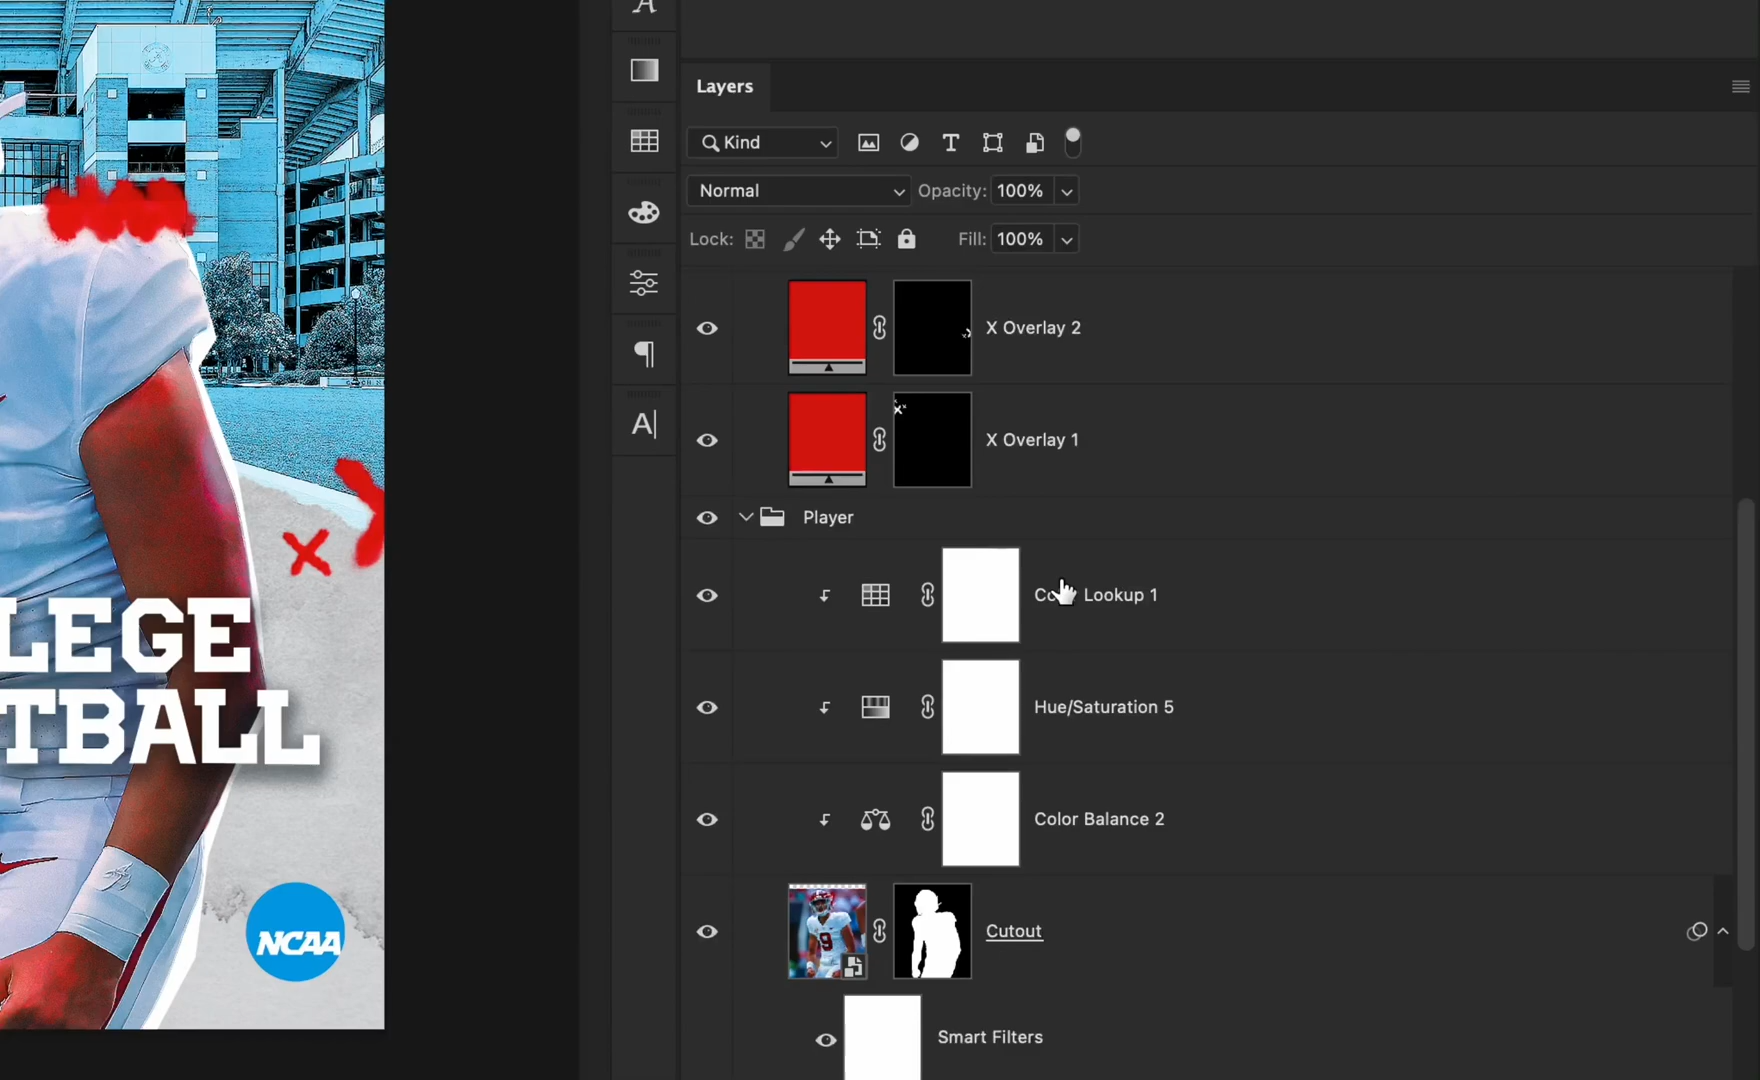 Layers
Kind
Normal
Opacity: 100%
Lock:
Fill: 100%
X Overlay 2
X Overlay 1
Player
Lookup 1
Hue/Saturation 5
Color Balance 2
Cutout
Smart Filters
LEGE
TBALL
NCAA
9
A
A